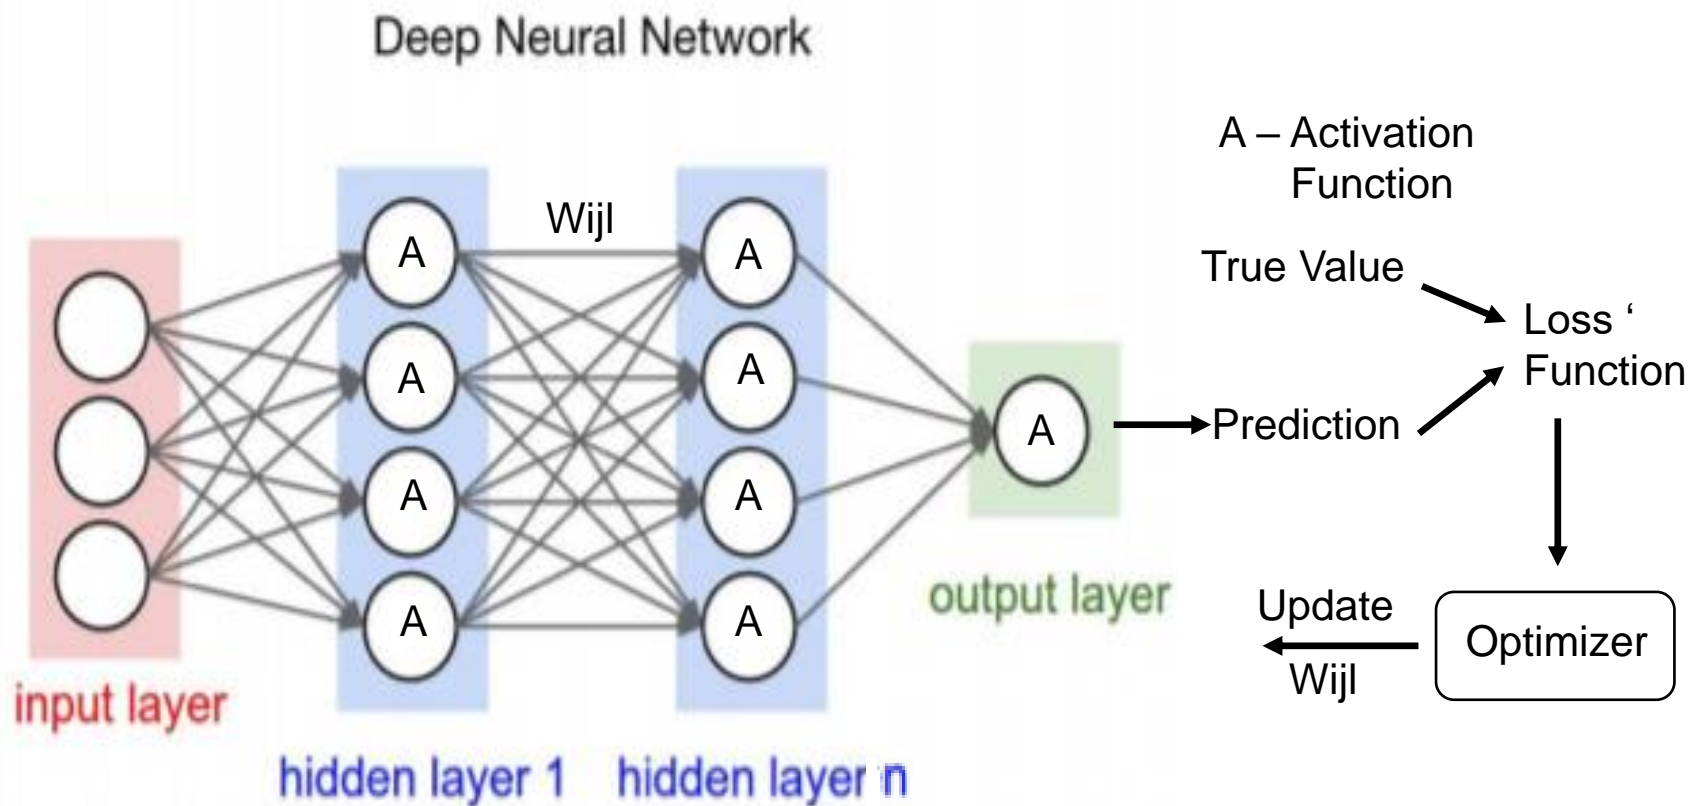 Deep Neural Network
A – Activation
Function
Wijl
A
A
A
A
A
A
A
A
A
True Value
Loss ‘
Function
Prediction
Update
Wijl
Optimizer
input layer
hidden layer 1
hidden layer n
output layer